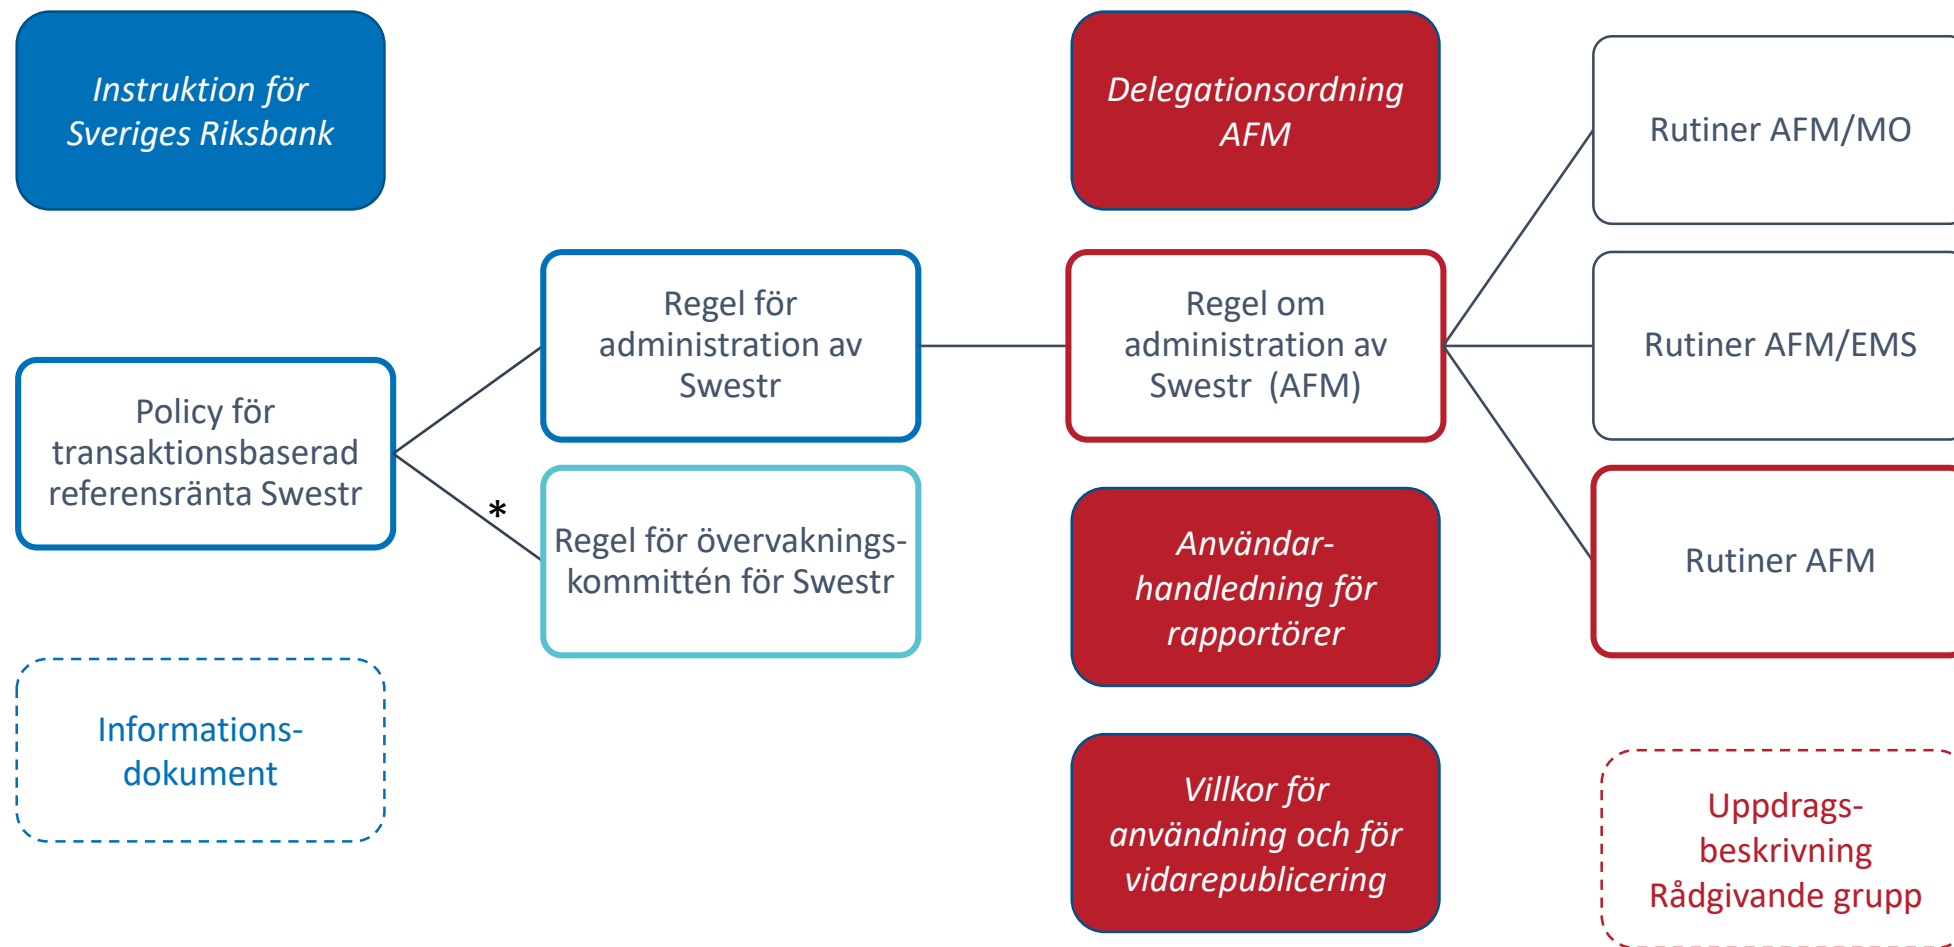 Instruktion för
Sveriges Riksbank
Delegationsordning
AFM
Rutiner AFM/MO
Regel för
administration av
Swestr
Regel om
administration av
Swestr (AFM)
Rutiner AFM/EMS
Policy för
transaktionsbaserad
referensränta Swestr
*
Regel för övervaknings-
kommittén för Swestr
Användar-
handledning för
rapportörer
Rutiner AFM
Informations-
dokument
Villkor för
användning och för
vidarepublicering
Uppdrags-
beskrivning
Rådgivande grupp